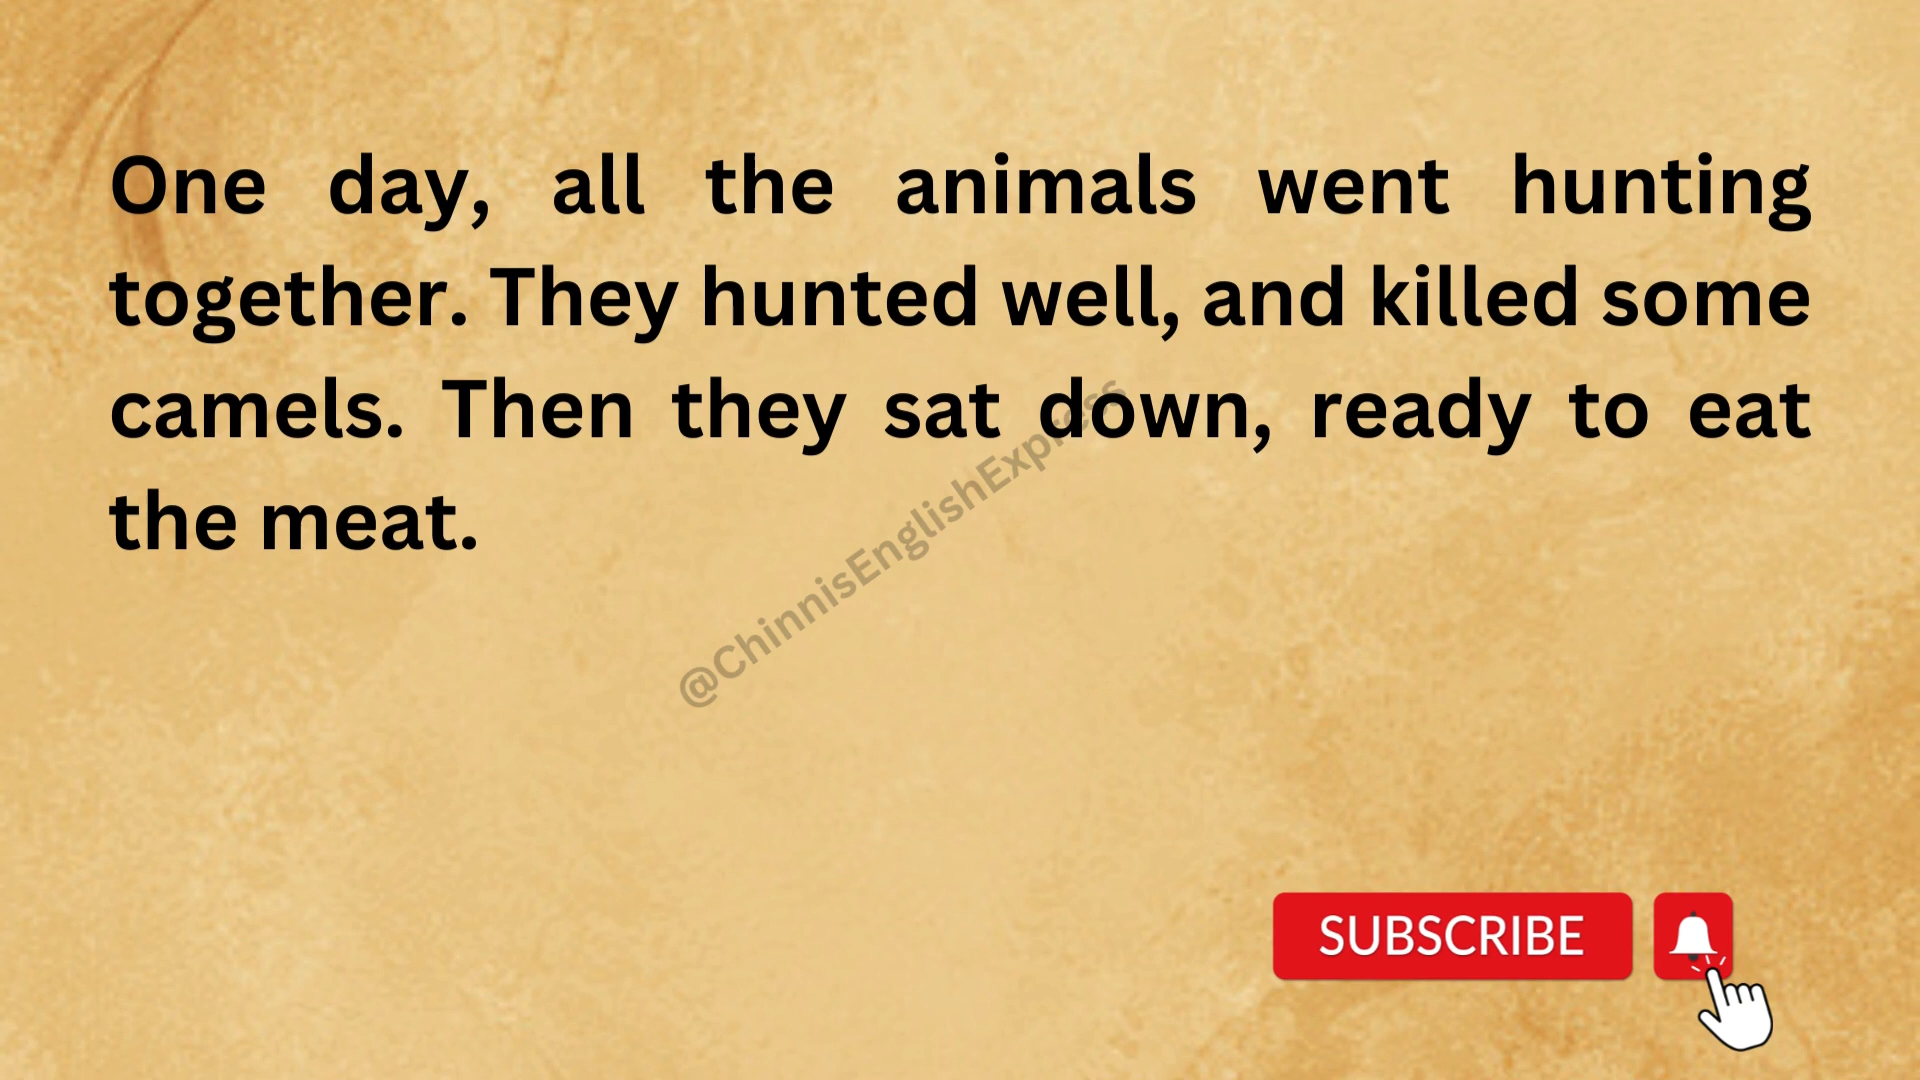 One day, all the animals went hunting
together. They hunted well, and killed some
camels. Then they sat down, ready to eat
the meat.
@ChinnisEnglishExpress
SUBSCRIBE